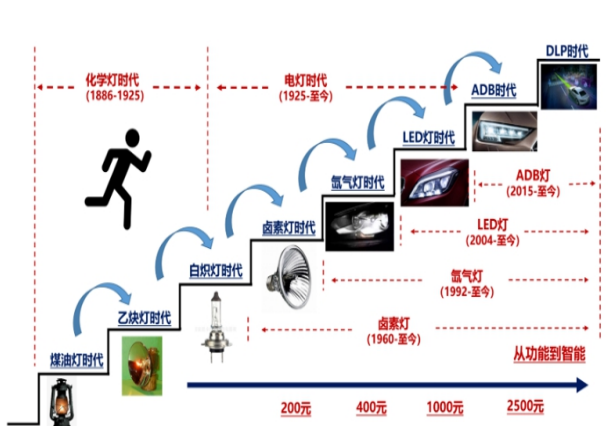 DLP时代
化学灯时代
(1886-1925)
电灯时代
(1925-至今)
ADB时代
LED灯时代
ADB灯
(2015-至今)
氙气灯时代
LED灯
(2004-至今)
卤素灯时代
白炽灯时代
氙气灯
(1992-至今)
乙炔灯时代
卤素灯
(1960-至今)
煤油灯时代
从功能到智能
200元
400元
1000元
2500元